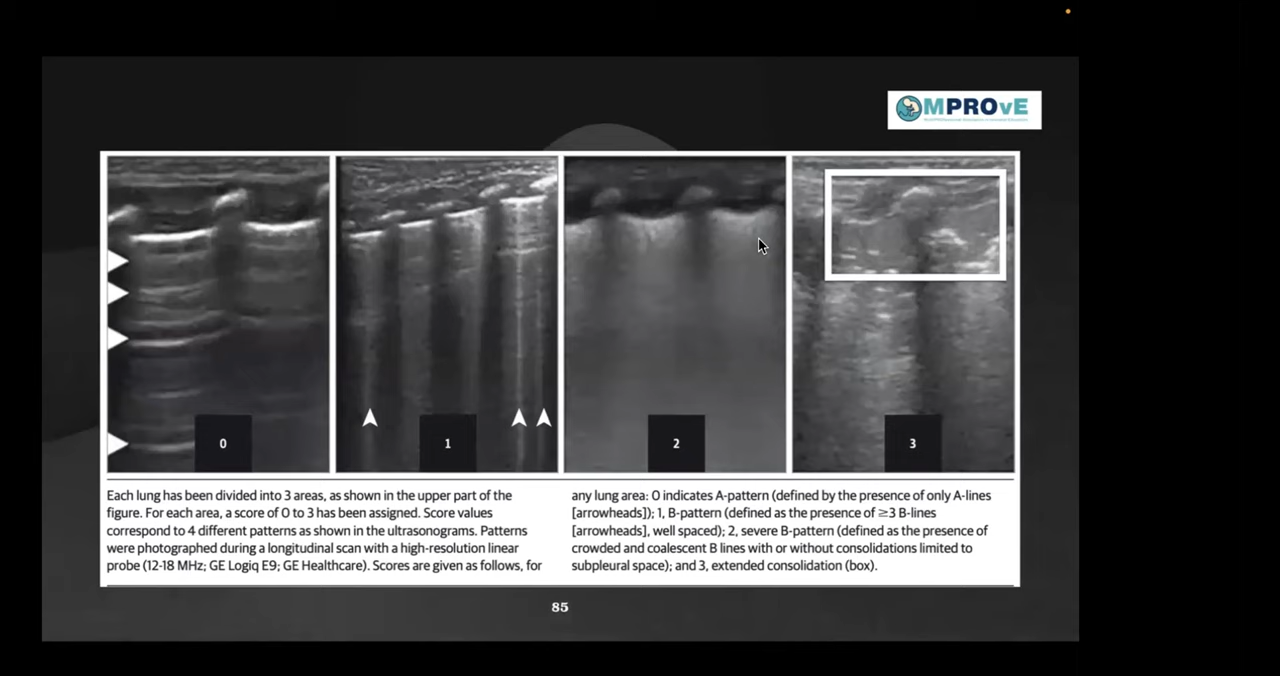 MPROvE
0
1
2
3
Each lung has been divided into 3 areas, as shown in the upper part of the
figure. For each area, a score of 0 to 3 has been assigned. Score values
correspond to 4 different patterns as shown in the ultrasonograms. Patterns
were photographed during a longitudinal scan with a high-resolution linear
probe (12-18 MHz; GE Logiq E9; GE Healthcare). Scores are given as follows, for
any lung area: 0 indicates A-pattern (defined by the presence of only A-lines
[arrowheads]); 1, B-pattern (defined as the presence of ≥3 B-lines
[arrowheads], well spaced); 2, severe B-pattern (defined as the presence of
crowded and coalescent B lines with or without consolidations limited to
subpleural space); and 3, extended consolidation (box).
85